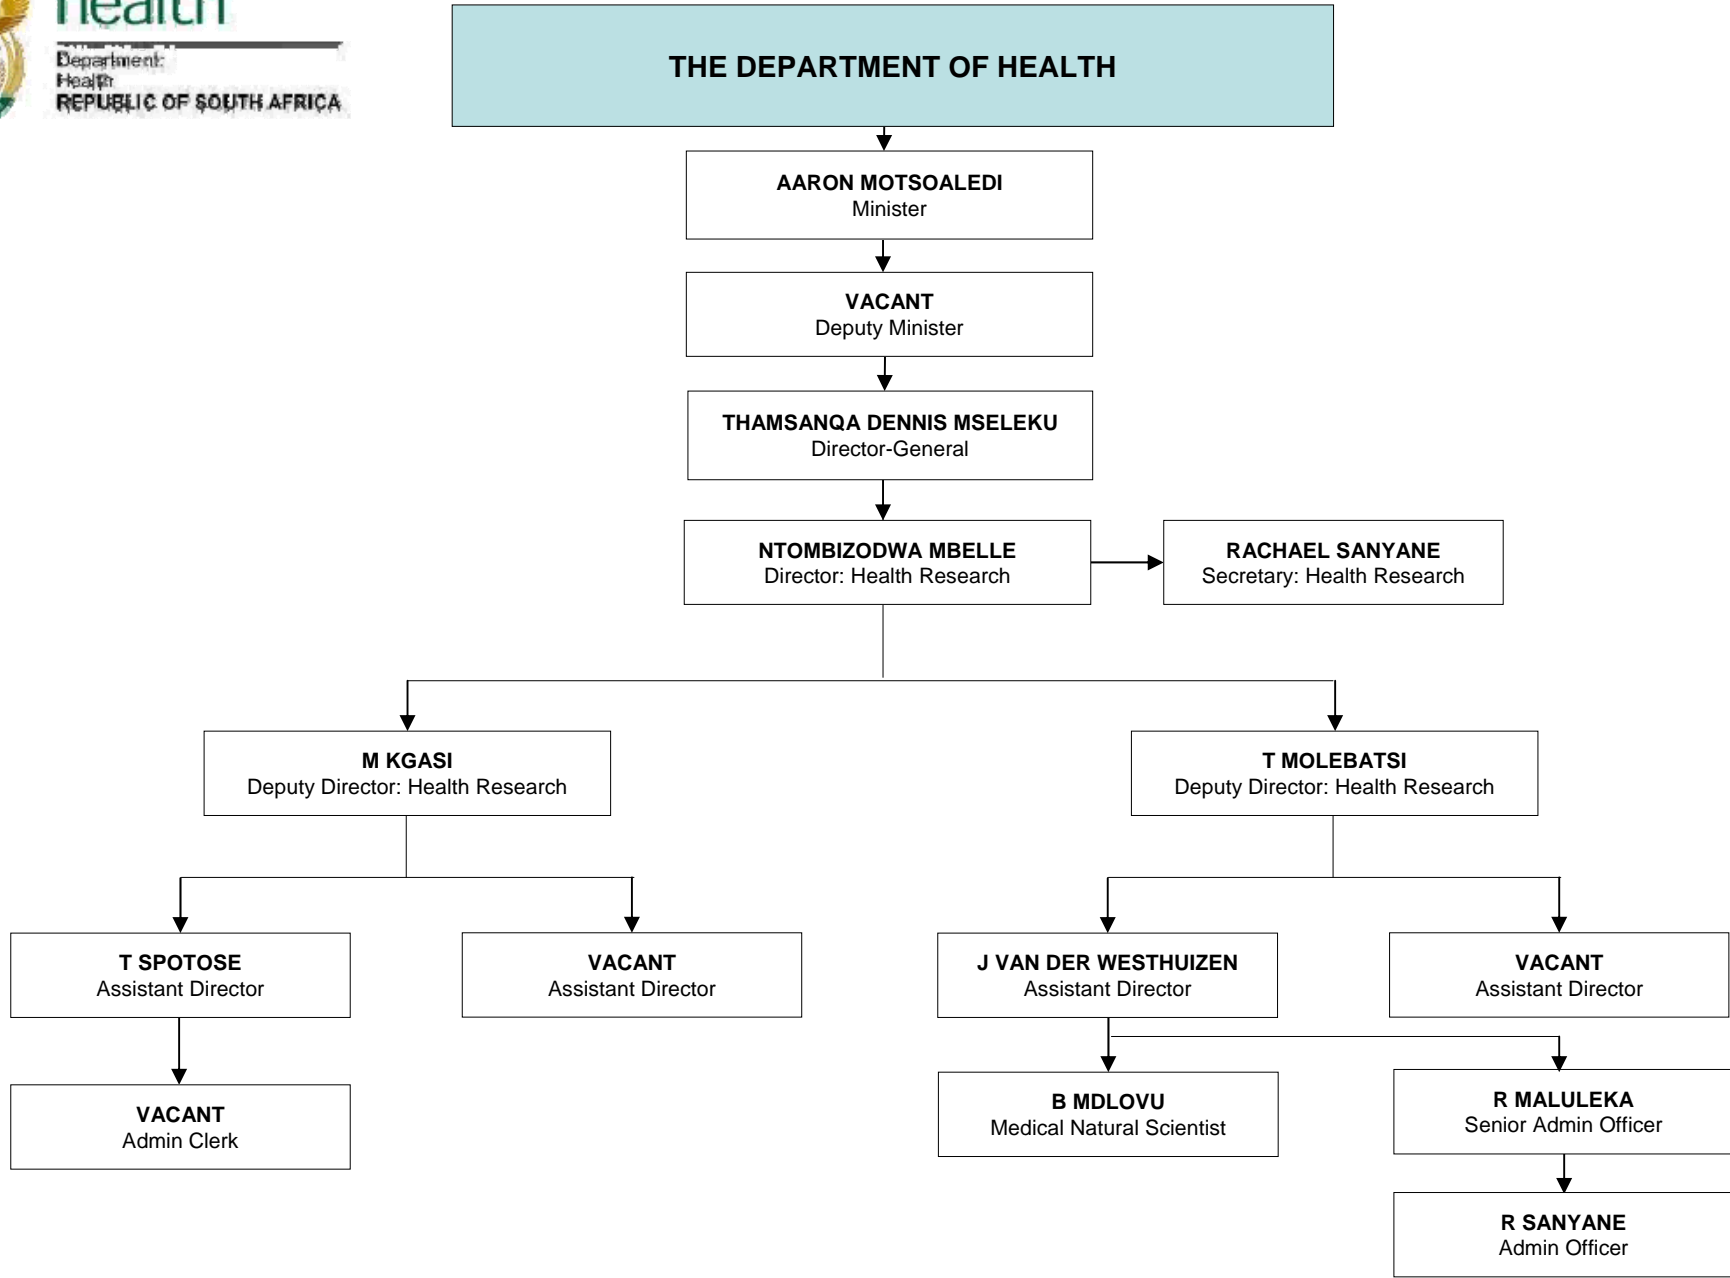 health
Department:
Health
REPUBLIC OF SOUTH AFRICA
THE DEPARTMENT OF HEALTH
AARON MOTSOALEDI
Minister
VACANT
Deputy Minister
THAMSANQA DENNIS MSELEKU
Director-General
NTOMBIZODWA MBELLE
Director: Health Research
RACHAEL SANYANE
Secretary: Health Research
M KGASI
Deputy Director: Health Research
T MOLEBATSI
Deputy Director: Health Research
T SPOTOSE
Assistant Director
VACANT
Assistant Director
J VAN DER WESTHUIZEN
Assistant Director
VACANT
Assistant Director
VACANT
Admin Clerk
B MDLOVU
Medical Natural Scientist
R MALULEKA
Senior Admin Officer
R SANYANE
Admin Officer